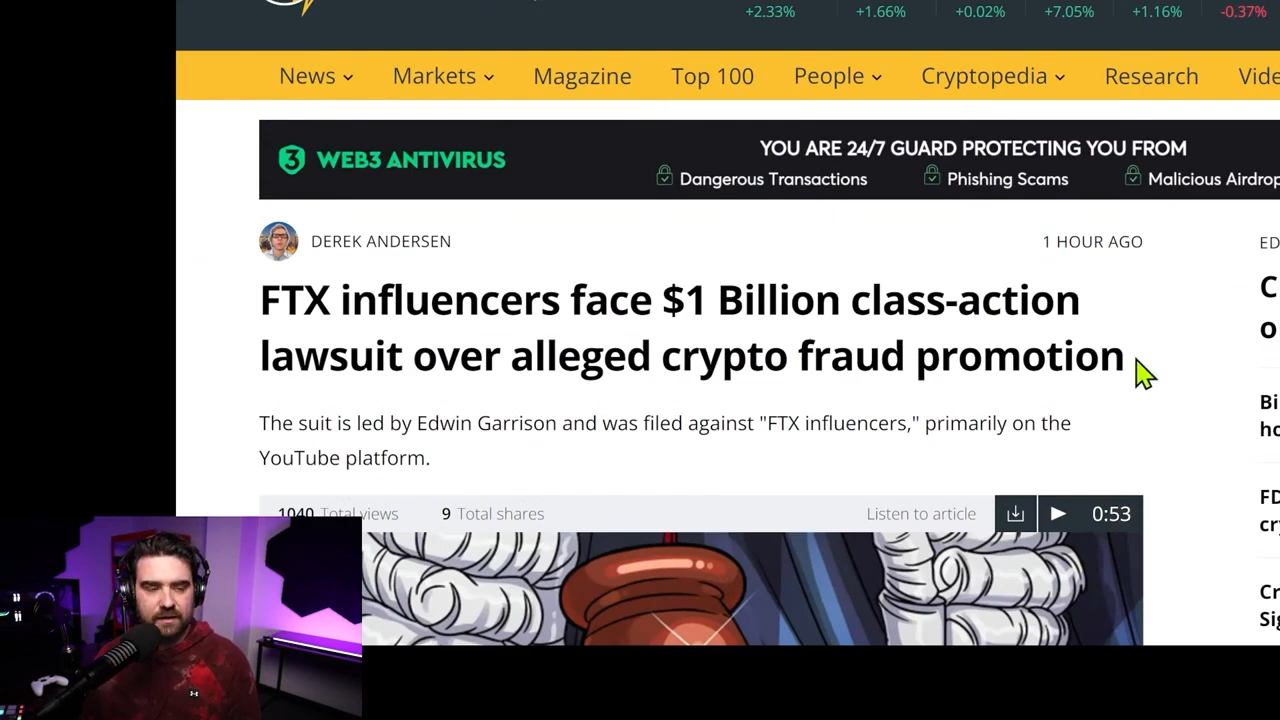 +2.33% +1.66% +0.02% +7.05% +1.16% -0.37%
News Markets Magazine Top 100 People Cryptopedia Research Vide
3 WEB3 ANTIVIRUS
YOU ARE 24/7 GUARD PROTECTING YOU FROM
Dangerous Transactions Phishing Scams Malicious Airdrop
DEREK ANDERSEN
1 HOUR AGO
ED
FTX influencers face $1 Billion class-action
lawsuit over alleged crypto fraud promotion
C
o
The suit is led by Edwin Garrison and was filed against "FTX influencers," primarily on the
YouTube platform.
Bi
ho
1040 Total views 9 Total shares Listen to article 0:53
FD
cr
Cr
Sig